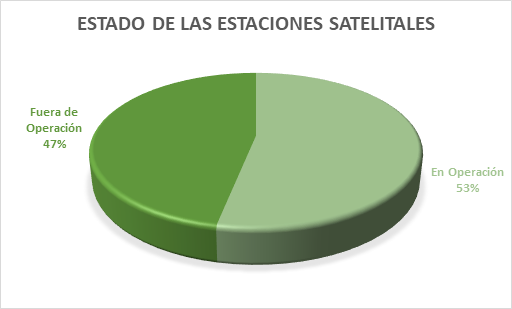 ESTADO DE LAS ESTACIONES SATELITALES
Fuera de
Operación
47%
En Operación
53%